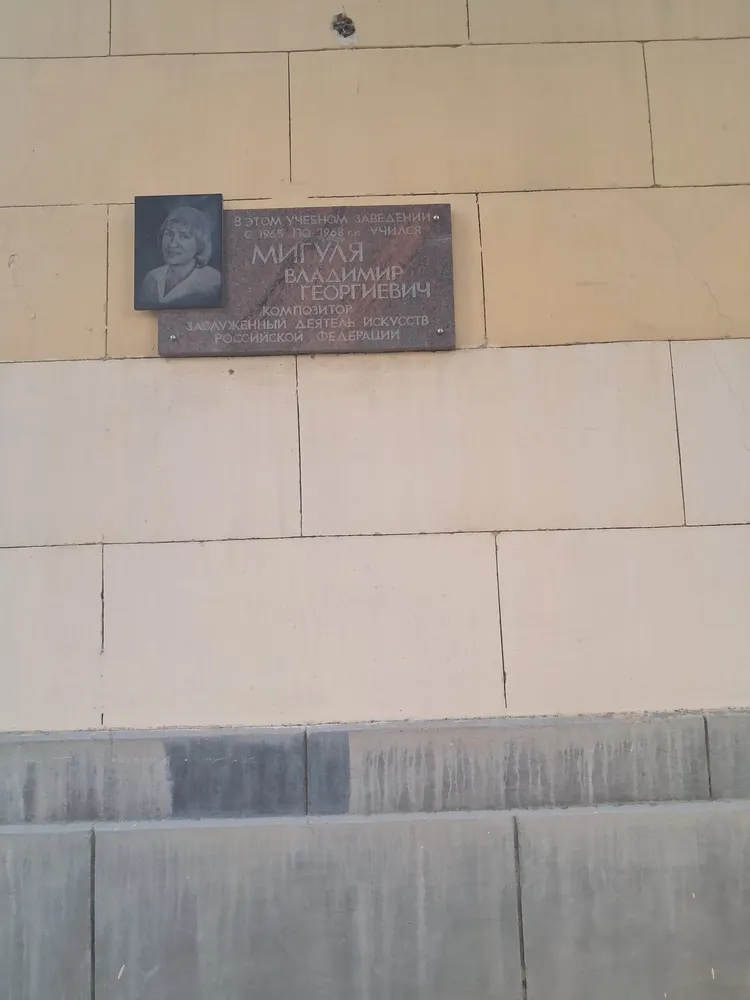 В ЭТОМ УЧЕБНОМ ЗАВЕДЕНИИ
С 1965 ПО 1968 г.г. УЧИЛСЯ
МИГУЛЯ
ВЛАДИМИР
ГЕОРГИЕВИЧ
КОМПОЗИТОР
ЗАСЛУЖЕННЫЙ ДЕЯТЕЛЬ ИСКУССТВ
РОССИЙСКОЙ ФЕДЕРАЦИИ